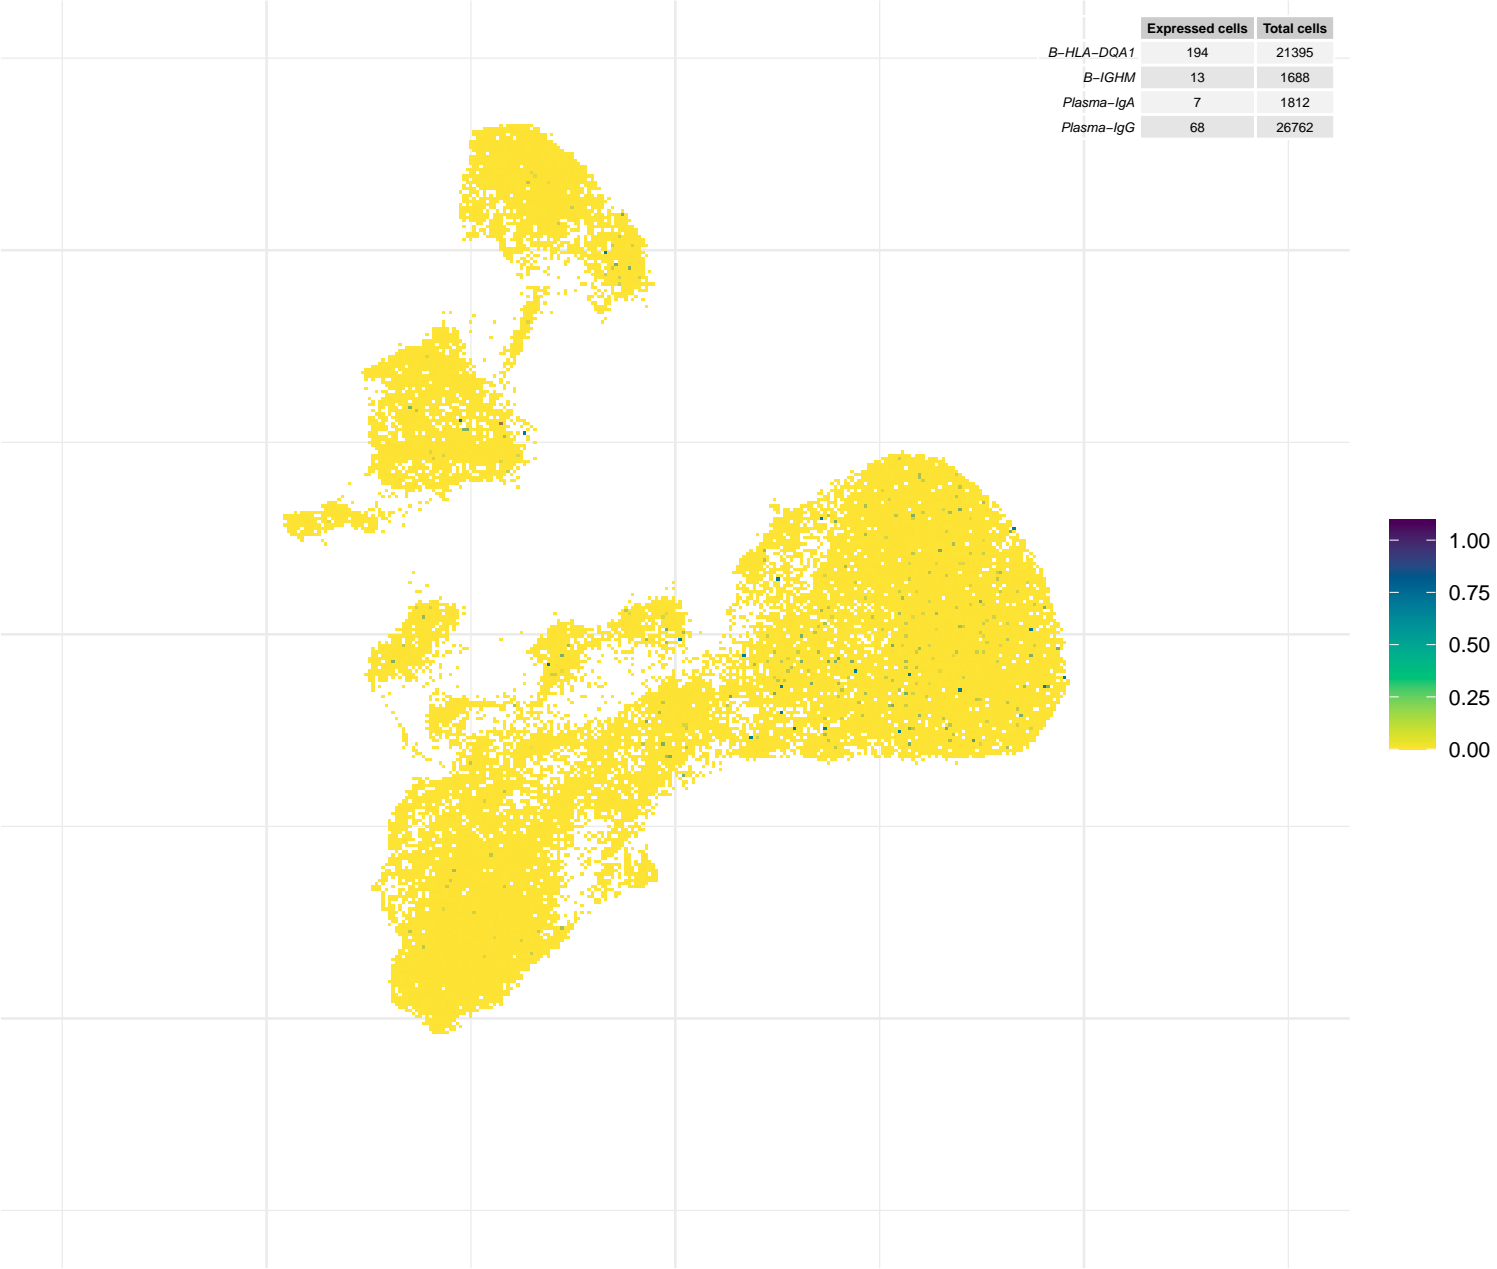 Expressed cells Total cells
B−HLA−DQA1 194 21395
B−IGHM 13 1688
Plasma−IgA 7 1812
Plasma−IgG 68 26762
1.00
0.75
0.50
0.25
0.00